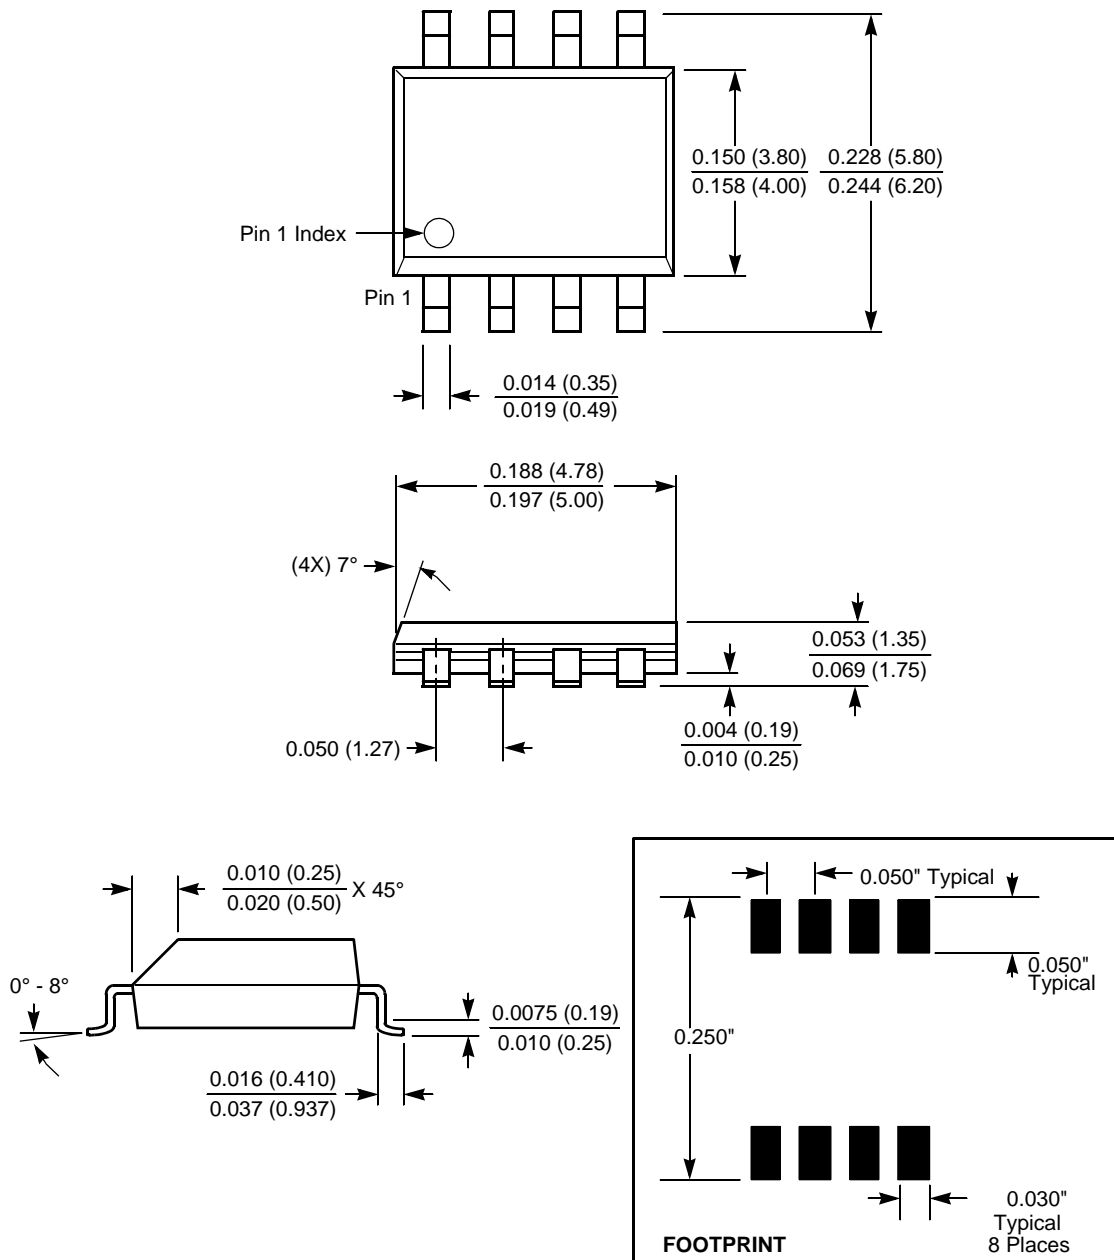 0.150 (3.80)
0.158 (4.00)
0.228 (5.80)
0.244 (6.20)
Pin 1 Index
Pin 1
0.014 (0.35)
0.019 (0.49)
0.188 (4.78)
0.197 (5.00)
(4X) 7°
0.053 (1.35)
0.069 (1.75)
0.004 (0.19)
0.010 (0.25)
0.050 (1.27)
0.010 (0.25)
0.020 (0.50)
X 45°
0° - 8°
0.0075 (0.19)
0.010 (0.25)
0.016 (0.410)
0.037 (0.937)
0.050" Typical
0.050"
Typical
0.250"
0.030"
Typical
8 Places
FOOTPRINT